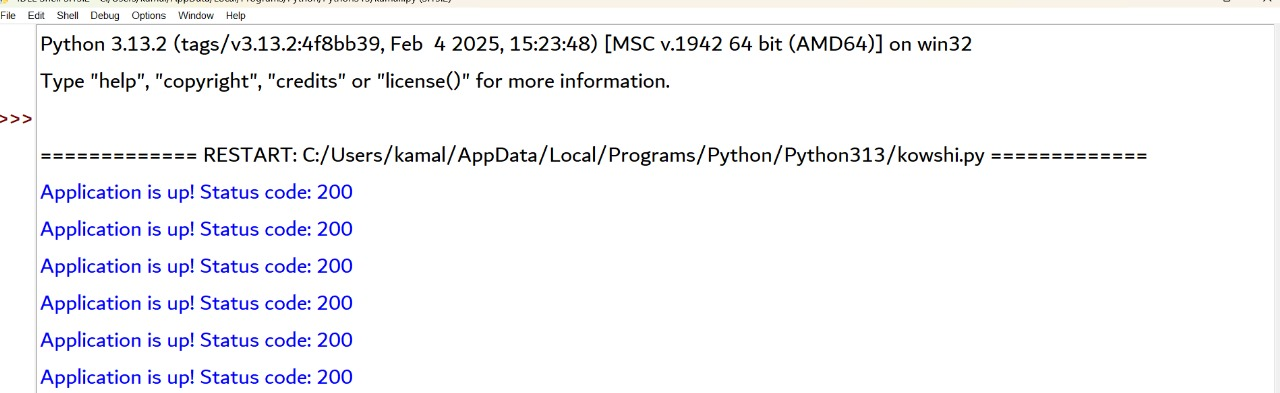 File Edit Shell Debug Options Window Help
Python 3.13.2 (tags/v3.13.2:4f8bb39, Feb  4 2025, 15:23:48) [MSC v.1942 64 bit (AMD64)] on win32
Type "help", "copyright", "credits" or "license()" for more information.
>>>
============= RESTART: C:/Users/kamal/AppData/Local/Programs/Python/Python313/kowshi.py =============
Application is up! Status code: 200
Application is up! Status code: 200
Application is up! Status code: 200
Application is up! Status code: 200
Application is up! Status code: 200
Application is up! Status code: 200